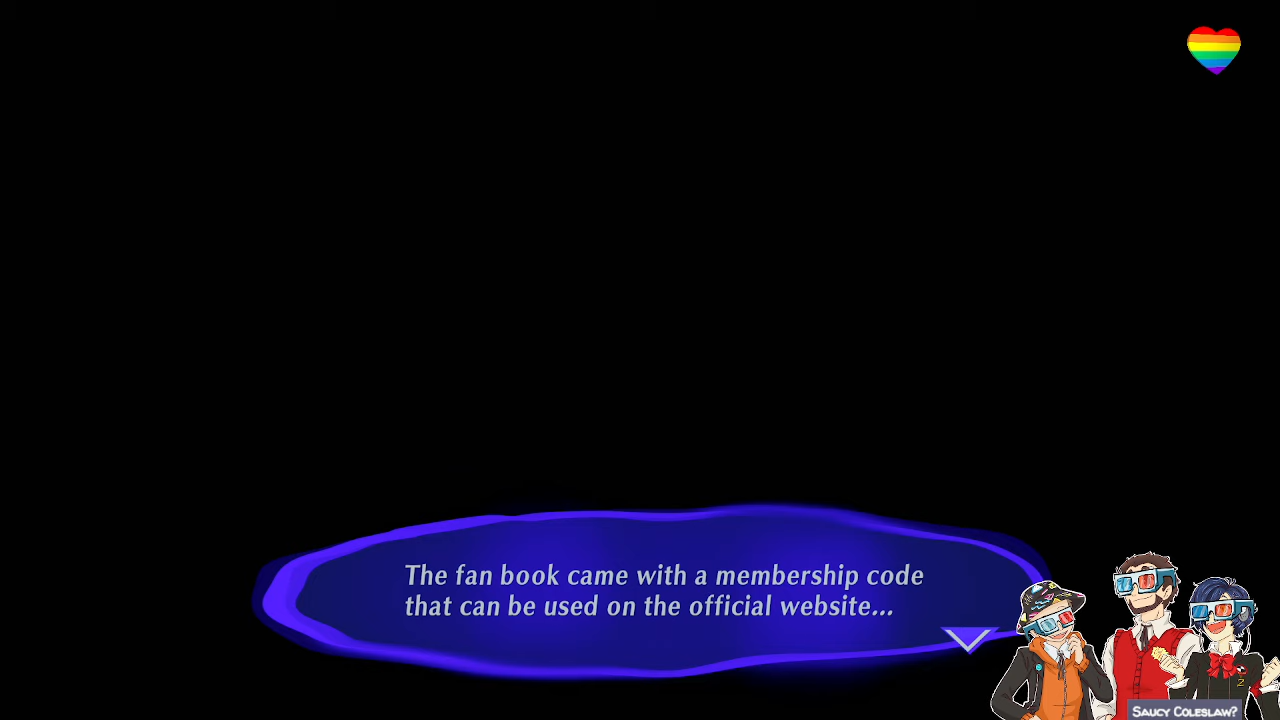 The fan book came with a membership code
that can be used on the official website...
Saucy Coleslaw?